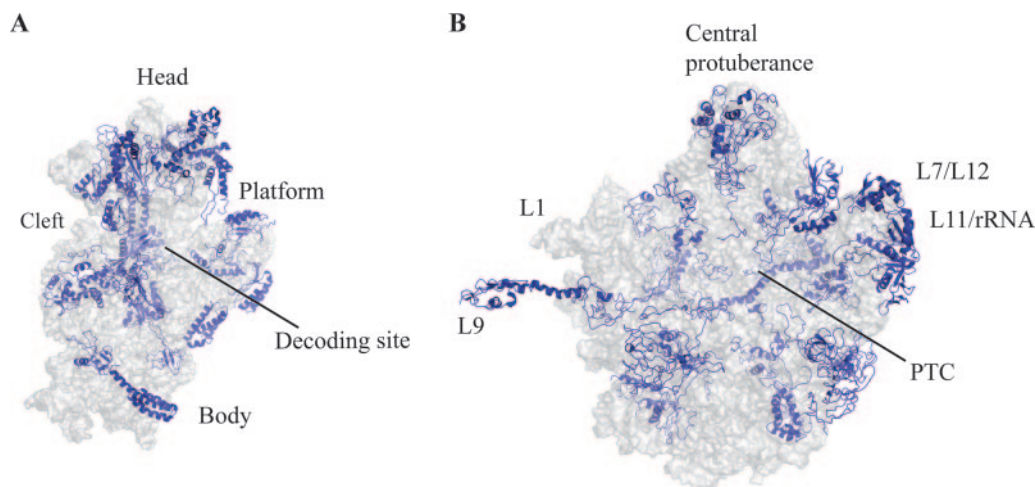 A
Head
Platform
Cleft
Decoding site
Body
B
Central
protuberance
L7/L12
L1
L11/rRNA
L9
PTC